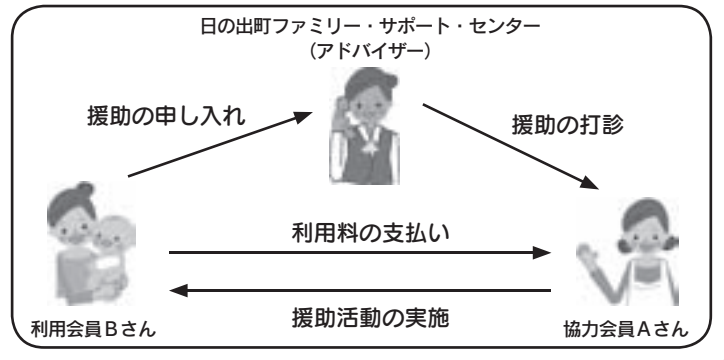 日の出町ファミリー・サポート・センター
（アドバイザー）
援助の申し入れ
援助の打診
利用料の支払い
援助活動の実施
利用会員Bさん
協力会員Aさん